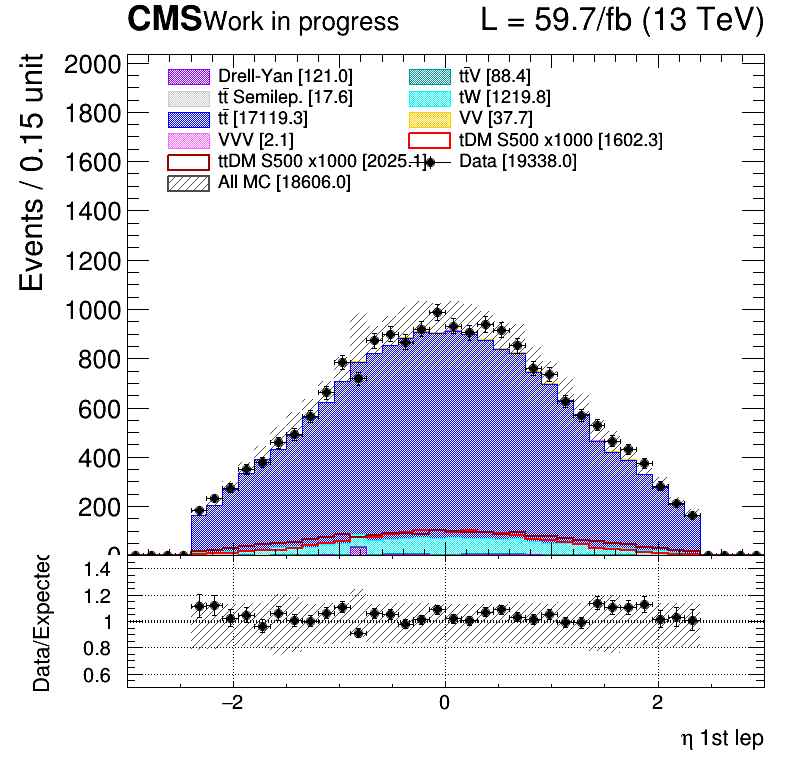 CMS Work in progress L = 59.7/fb (13 TeV)
Events / 0.15 unit
2000
1800
1600
1400
1200
1000
800
600
400
200
0
Drell-Yan [121.0] tt̄V [88.4]
tt̄ Semilep. [17.6] tW [1219.8]
tt̄ [17119.3] VV [37.7]
VVV [2.1] tDM S500 x1000 [1602.3]
ttDM S500 x1000 [2025.1] Data [19338.0]
All MC [18606.0]
Data/Expected
1.4
1.2
1
0.8
0.6
−2 0 2
η 1st lep